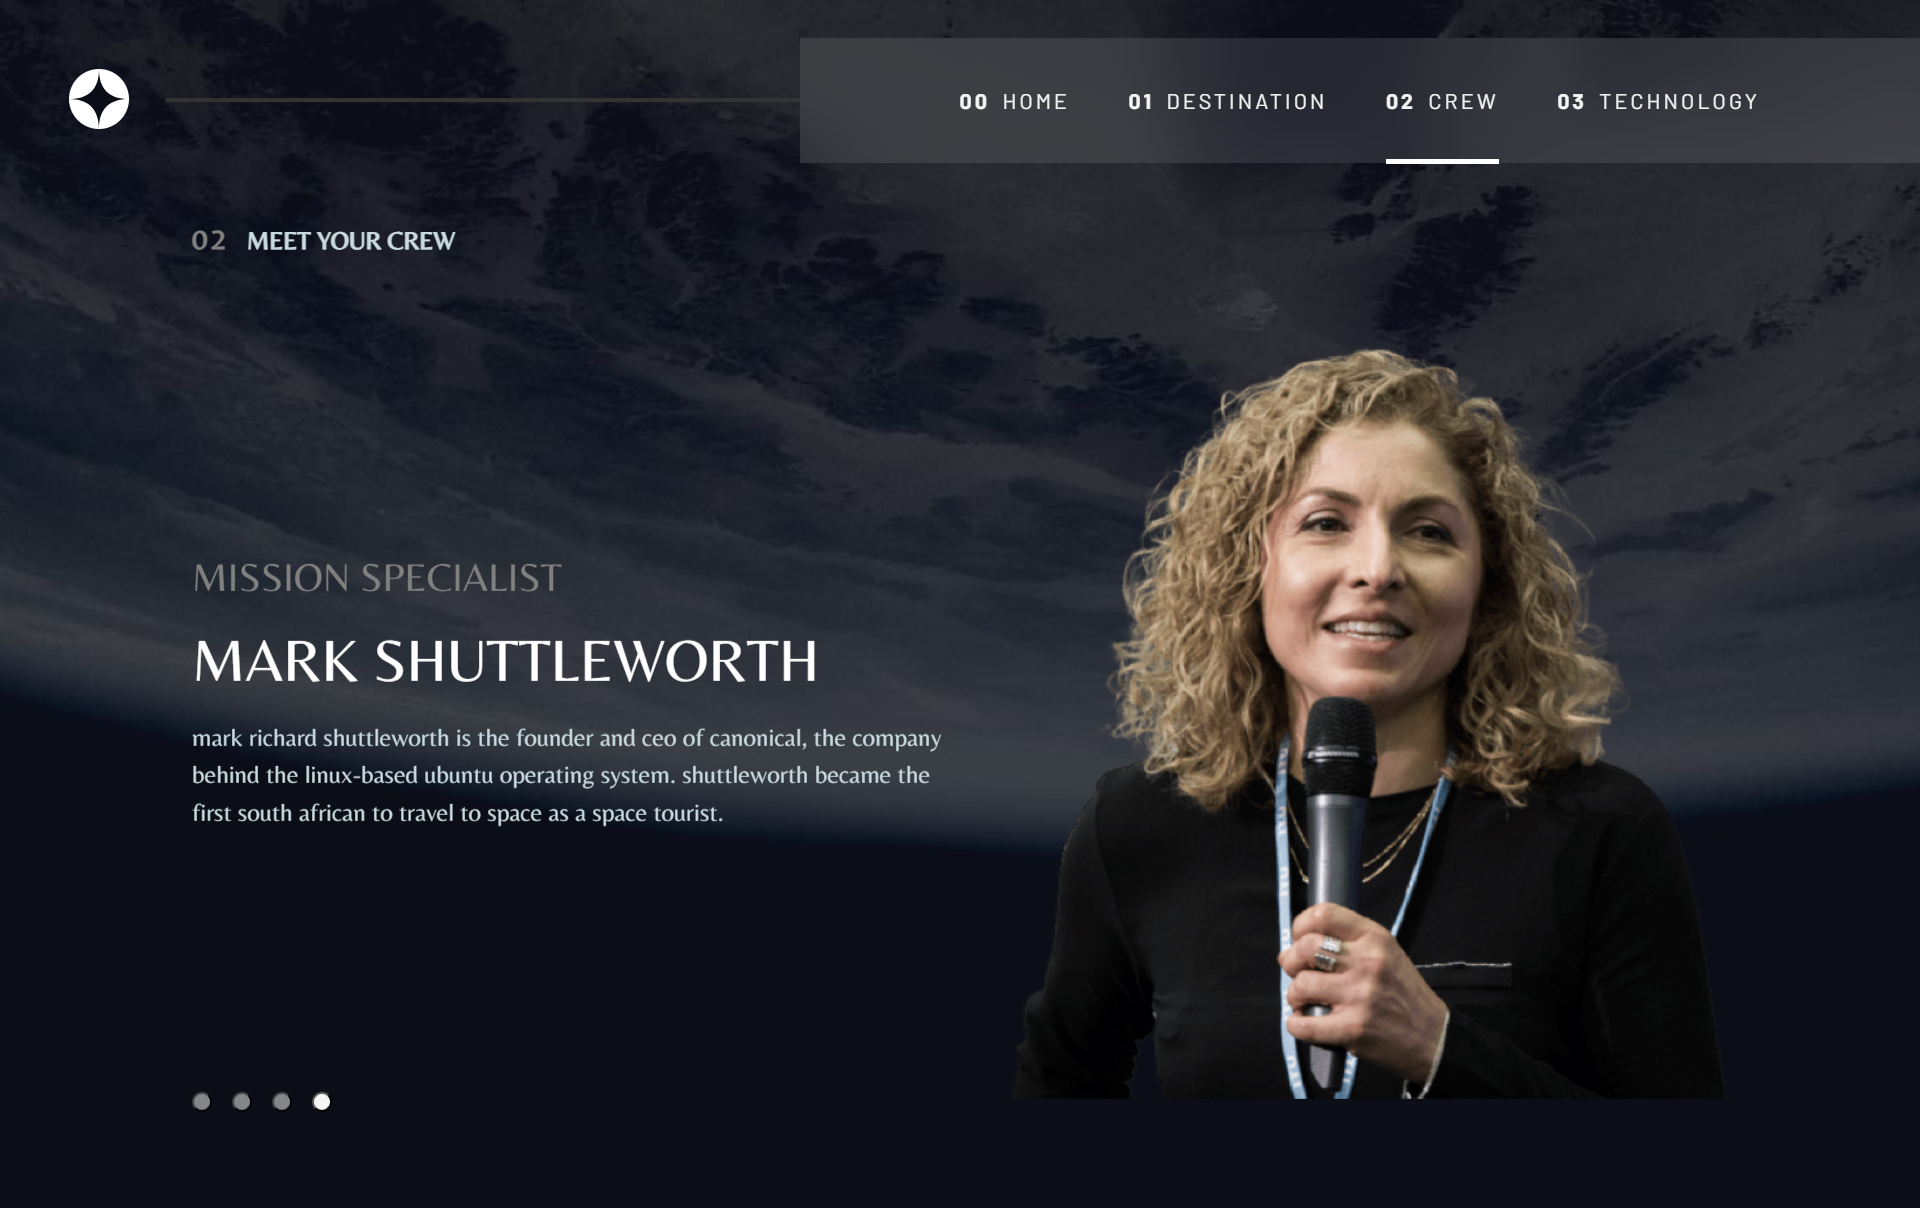 00 HOME 01 DESTINATION 02 CREW 03 TECHNOLOGY
02 MEET YOUR CREW
MISSION SPECIALIST
MARK SHUTTLEWORTH
mark richard shuttleworth is the founder and ceo of canonical, the company
behind the linux-based ubuntu operating system. shuttleworth became the
first south african to travel to space as a space tourist.